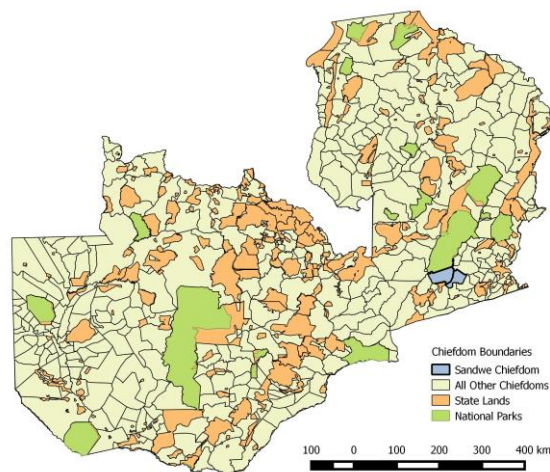 Chiefdom Boundaries
Sandwe Chiefdom
All Other Chiefdoms
State Lands
National Parks
100 0 100 200 300 400 km